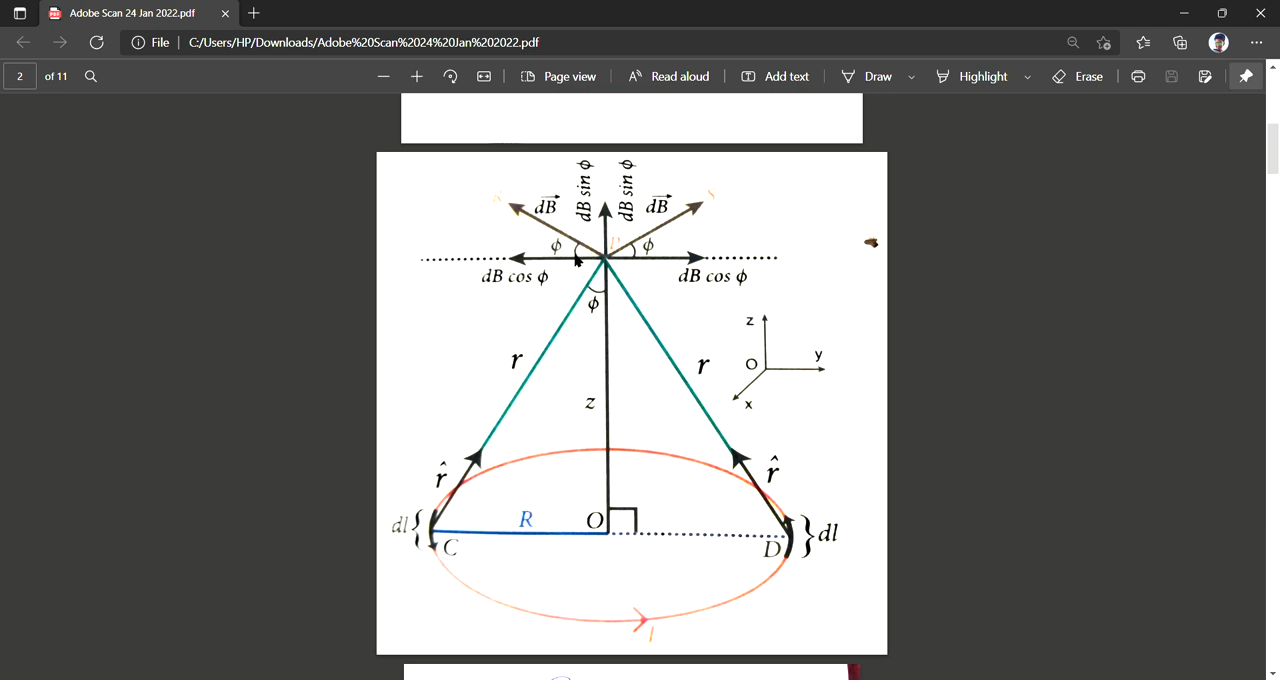 Adobe Scan 24 Jan 2022.pdf
File
C:/Users/HP/Downloads/Adobe%20Scan%2024%20Jan%202022.pdf
2 of 11
Page view
Read aloud
Add text
Draw
Highlight
Erase
dB sin ϕ
dB sin ϕ
dB
dB
P
ϕ
ϕ
dB cos ϕ
dB cos ϕ
ϕ
z
y
O
x
r
r
z
r̂
r̂
dl
R
O
C
D
dl
I